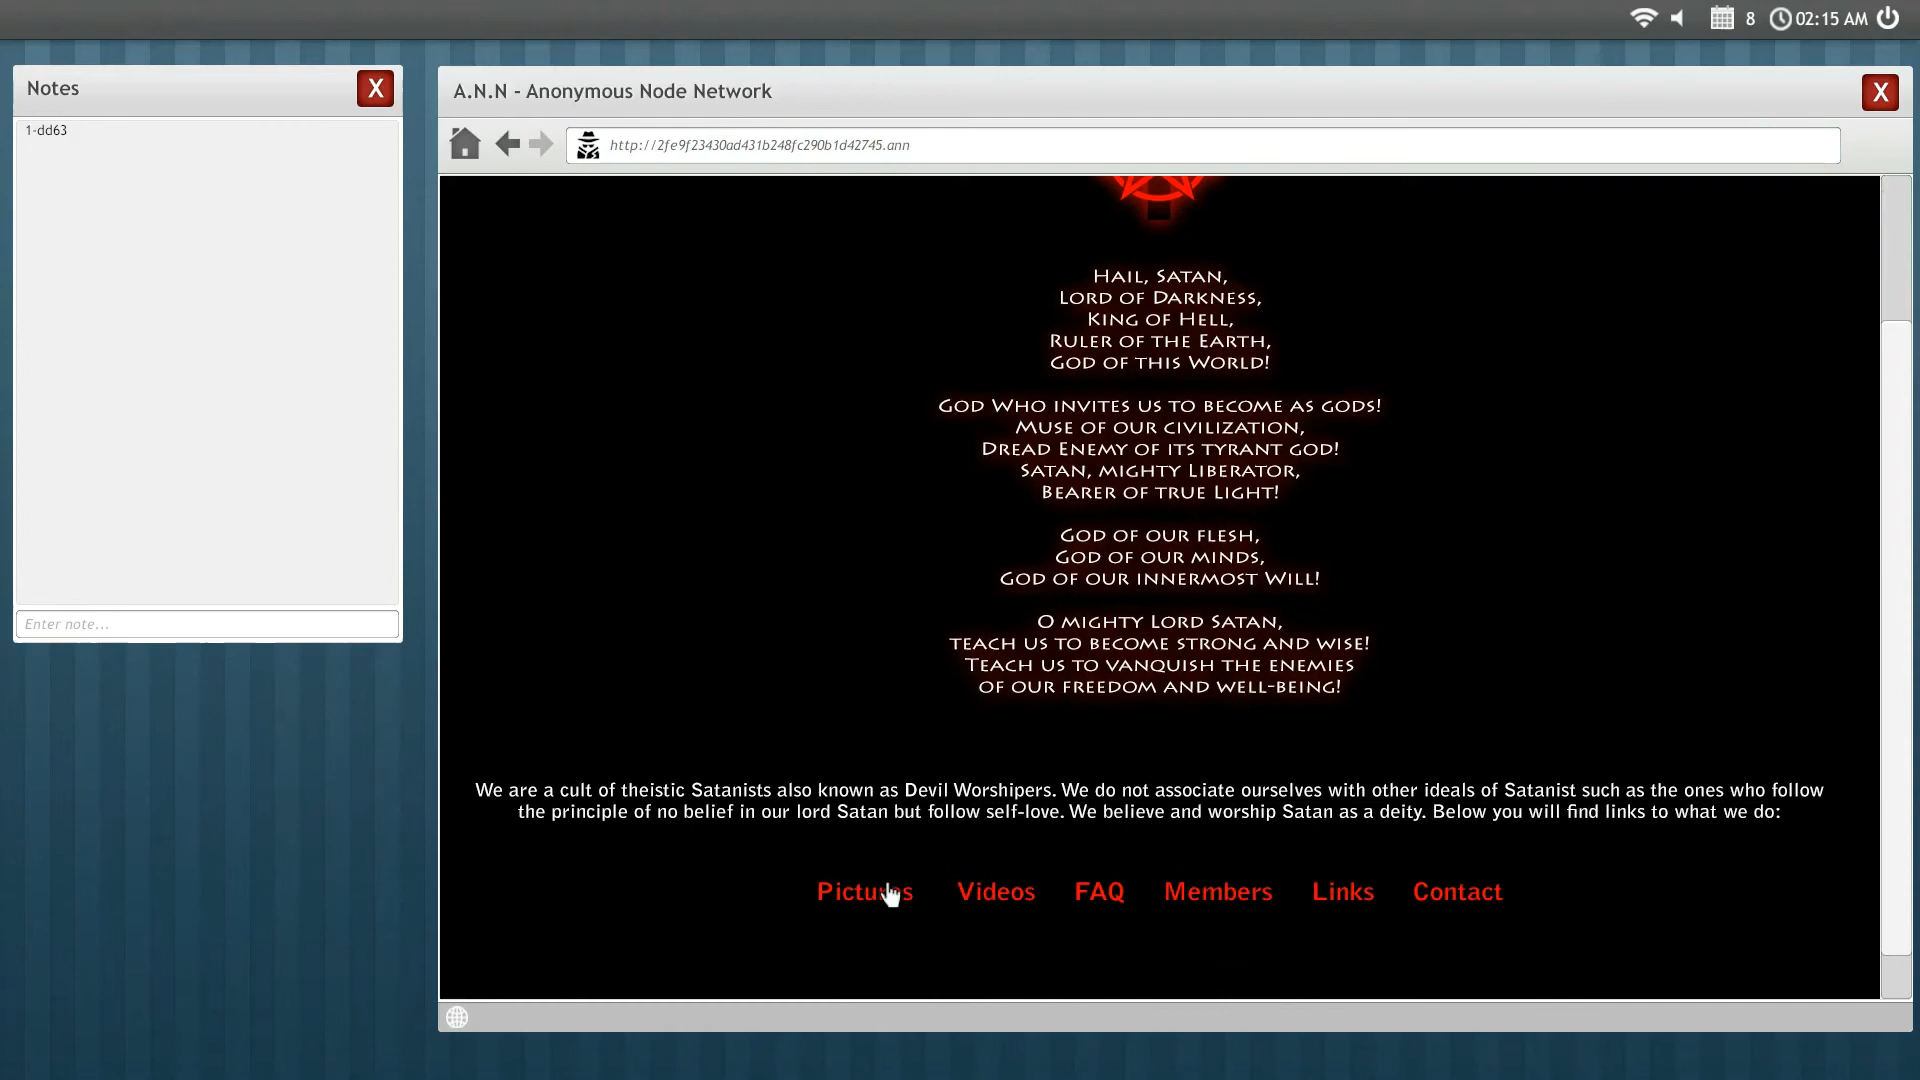 8 02:15 AM
Notes
X
1-dd63
Enter note...
A.N.N - Anonymous Node Network
X
http://2fe9f23430ad431b248fc290b1d42745.ann
Hail, Satan,
Lord of Darkness,
King of Hell,
Ruler of the Earth,
God of this World!
God Who invites us to become as gods!
Muse of our civilization,
Dread Enemy of its tyrant god!
Satan, mighty Liberator,
Bearer of true Light!
God of our flesh,
God of our minds,
God of our innermost Will!
O mighty Lord Satan,
teach us to become strong and wise!
Teach us to vanquish the enemies
of our freedom and well-being!
We are a cult of theistic Satanists also known as Devil Worshipers. We do not associate ourselves with other ideals of Satanist such as the ones who follow
the principle of no belief in our lord Satan but follow self-love. We believe and worship Satan as a deity. Below you will find links to what we do:
Pictures Videos FAQ Members Links Contact